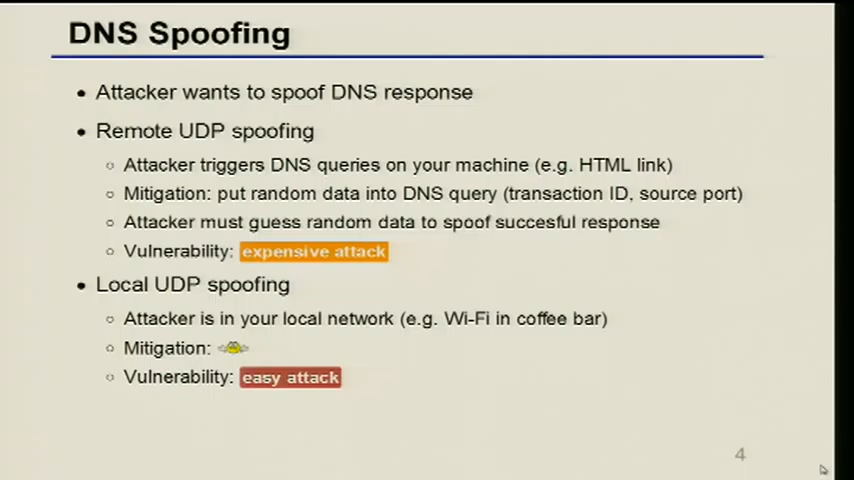 DNS Spoofing
• Attacker wants to spoof DNS response
• Remote UDP spoofing
○ Attacker triggers DNS queries on your machine (e.g. HTML link)
○ Mitigation: put random data into DNS query (transaction ID, source port)
○ Attacker must guess random data to spoof succesful response
○ Vulnerability: expensive attack
• Local UDP spoofing
○ Attacker is in your local network (e.g. Wi-Fi in coffee bar)
○ Mitigation:
○ Vulnerability: easy attack
4